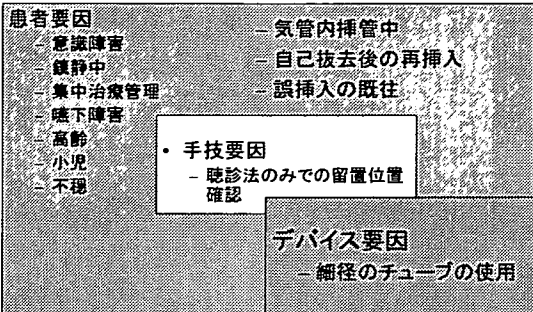 患者要因
– 意識障害
– 鎮静中
– 集中治療管理
– 嚥下障害
– 高齢
– 小児
– 不穏
– 気管内挿管中
– 自己抜去後の再挿入
– 誤挿入の既往
• 手技要因
– 聴診法のみでの留置位置
確認
デバイス要因
– 細径のチューブの使用